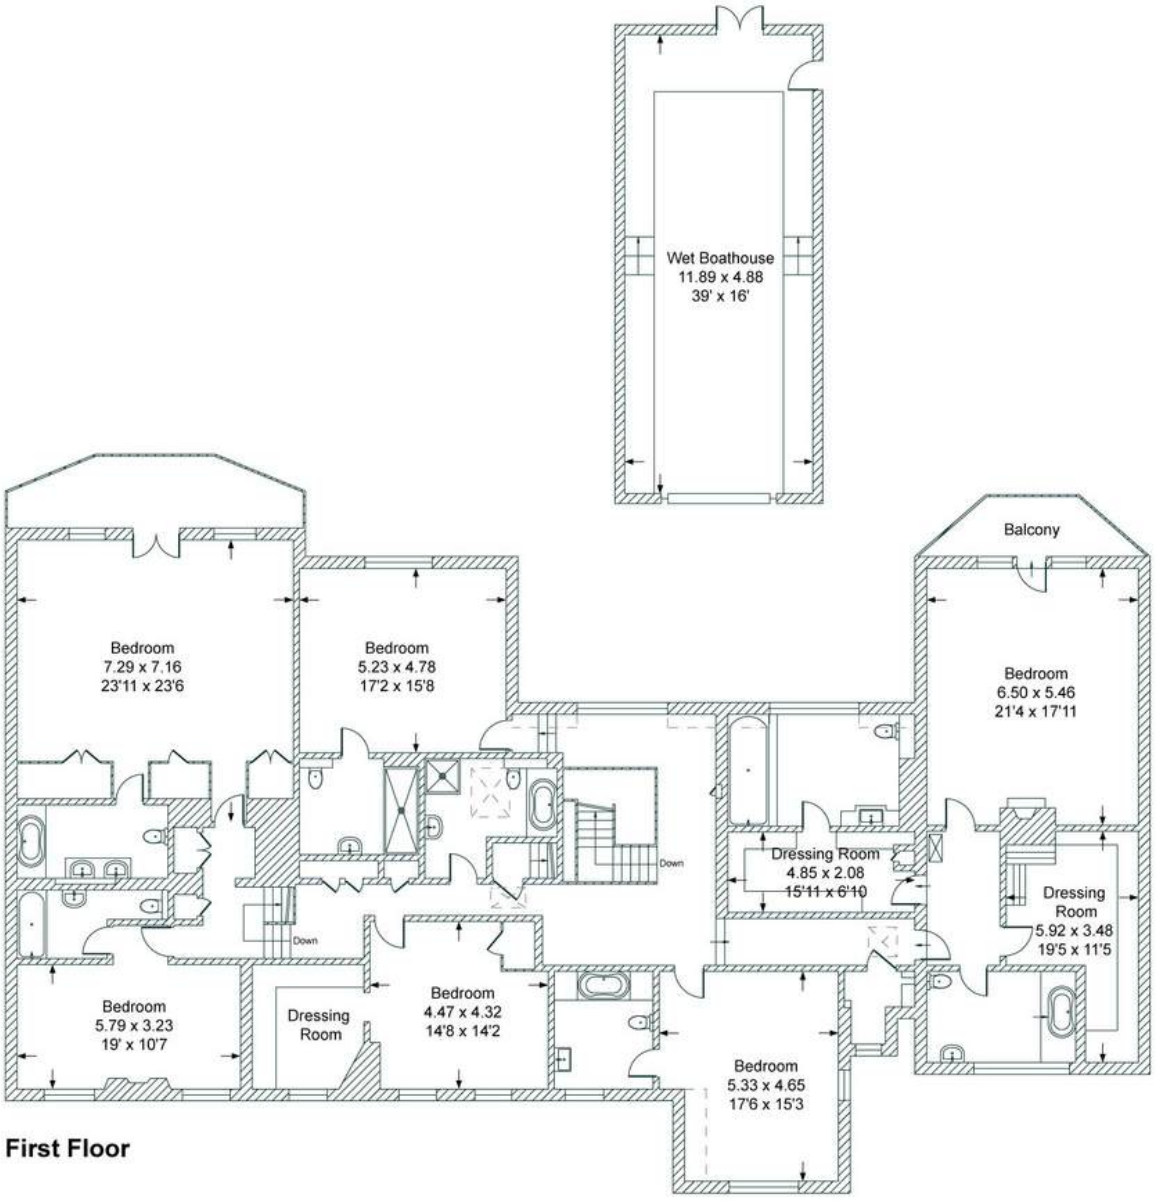 Wet Boathouse
11.89 x 4.88
39' x 16'
Balcony
Bedroom
7.29 x 7.16
23'11 x 23'6
Bedroom
5.23 x 4.78
17'2 x 15'8
Bedroom
6.50 x 5.46
21'4 x 17'11
Down
Dressing Room
4.85 x 2.08
15'11 x 6'10
Dressing
Room
5.92 x 3.48
19'5 x 11'5
Down
Bedroom
5.79 x 3.23
19' x 10'7
Dressing
Room
Bedroom
4.47 x 4.32
14'8 x 14'2
Bedroom
5.33 x 4.65
17'6 x 15'3
First Floor